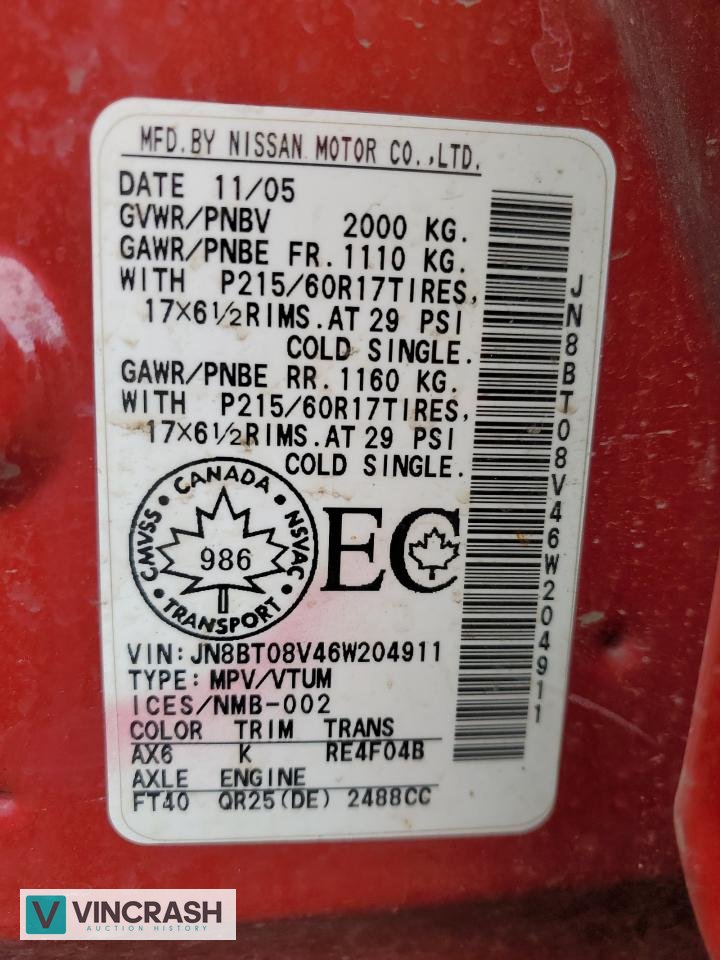 MFD.BY NISSAN MOTOR CO.,LTD.
DATE 11/05
GVWR/PNBV 2000 KG.
GAWR/PNBE FR.1110 KG.
WITH P215/60R17TIRES,
17×6½RIMS.AT 29 PSI
COLD SINGLE.
GAWR/PNBE RR.1160 KG.
WITH P215/60R17TIRES,
17×6½RIMS.AT 29 PSI
COLD SINGLE.
CANADA
CMVSS
NSVAC
986
TRANSPORT
EC
VIN:JN8BT08V46W204911
TYPE:MPV/VTUM
ICES/NMB-002
COLOR TRIM TRANS
AX6 K RE4F04B
AXLE ENGINE
FT40 QR25(DE) 2488CC
JN8BT08V46W204911
V VINCRASH
AUCTION HISTORY